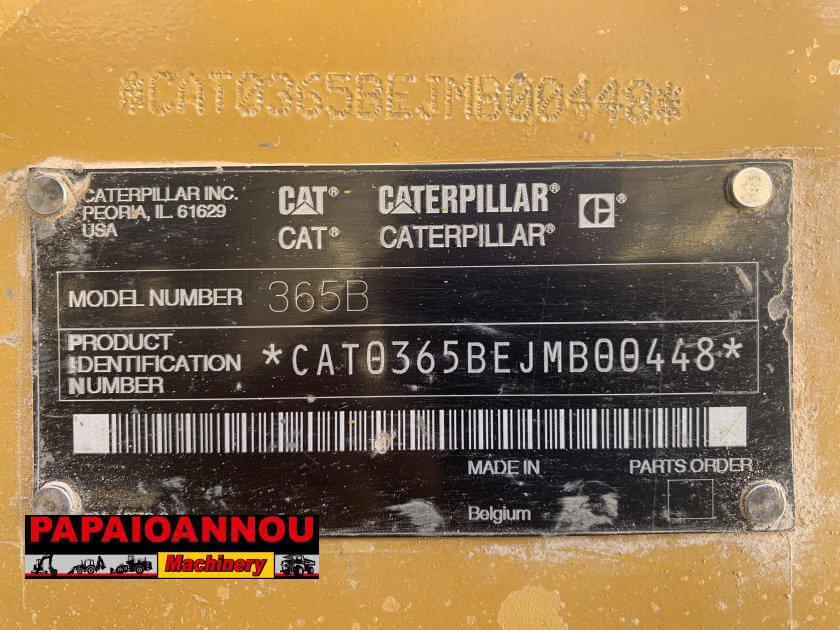 *CAT0365BEJMB00448*
CATERPILLAR INC.
PEORIA, IL. 61629
USA
CAT® CATERPILLAR® C®
CAT® CATERPILLAR®
MODEL NUMBER 365B
PRODUCT
IDENTIFICATION
NUMBER
*CAT0365BEJMB00448*
MADE IN
PARTS ORDER
Belgium
PAPAIOANNOU
Machinery